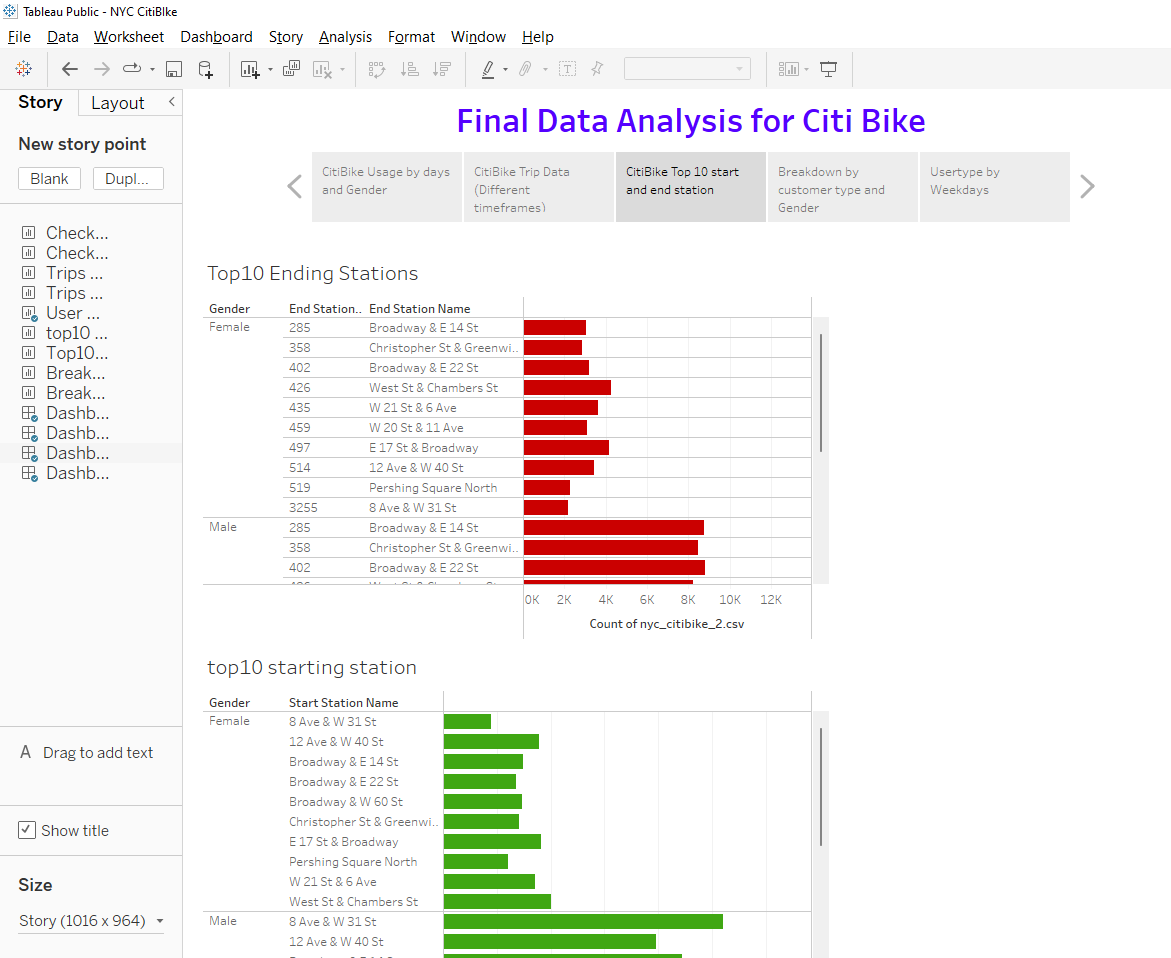 Tableau Public - NYC CitiBIke
File Data Worksheet Dashboard Story Analysis Format Window Help
Story Layout
New story point
Blank Dupl...
Check...
Check...
Trips ...
Trips ...
User ...
top10 ...
Top10...
Break...
Break...
Dashb...
Dashb...
Dashb...
Dashb...
A Drag to add text
Show title
Size
Story (1016 x 964)
Final Data Analysis for Citi Bike
CitiBike Usage by days
and Gender
CitiBike Trip Data
(Different
timeframes)
CitiBike Top 10 start
and end station
Breakdown by
customer type and
Gender
Usertype by
Weekdays
Top10 Ending Stations
Gender End Station.. End Station Name
Female 285 Broadway & E 14 St
358 Christopher St & Greenwi..
402 Broadway & E 22 St
426 West St & Chambers St
435 W 21 St & 6 Ave
459 W 20 St & 11 Ave
497 E 17 St & Broadway
514 12 Ave & W 40 St
519 Pershing Square North
3255 8 Ave & W 31 St
Male 285 Broadway & E 14 St
358 Christopher St & Greenwi..
402 Broadway & E 22 St
0K 2K 4K 6K 8K 10K 12K
Count of nyc_citibike_2.csv
top10 starting station
Gender Start Station Name
Female 8 Ave & W 31 St
12 Ave & W 40 St
Broadway & E 14 St
Broadway & E 22 St
Broadway & W 60 St
Christopher St & Greenwi..
E 17 St & Broadway
Pershing Square North
W 21 St & 6 Ave
West St & Chambers St
Male 8 Ave & W 31 St
12 Ave & W 40 St